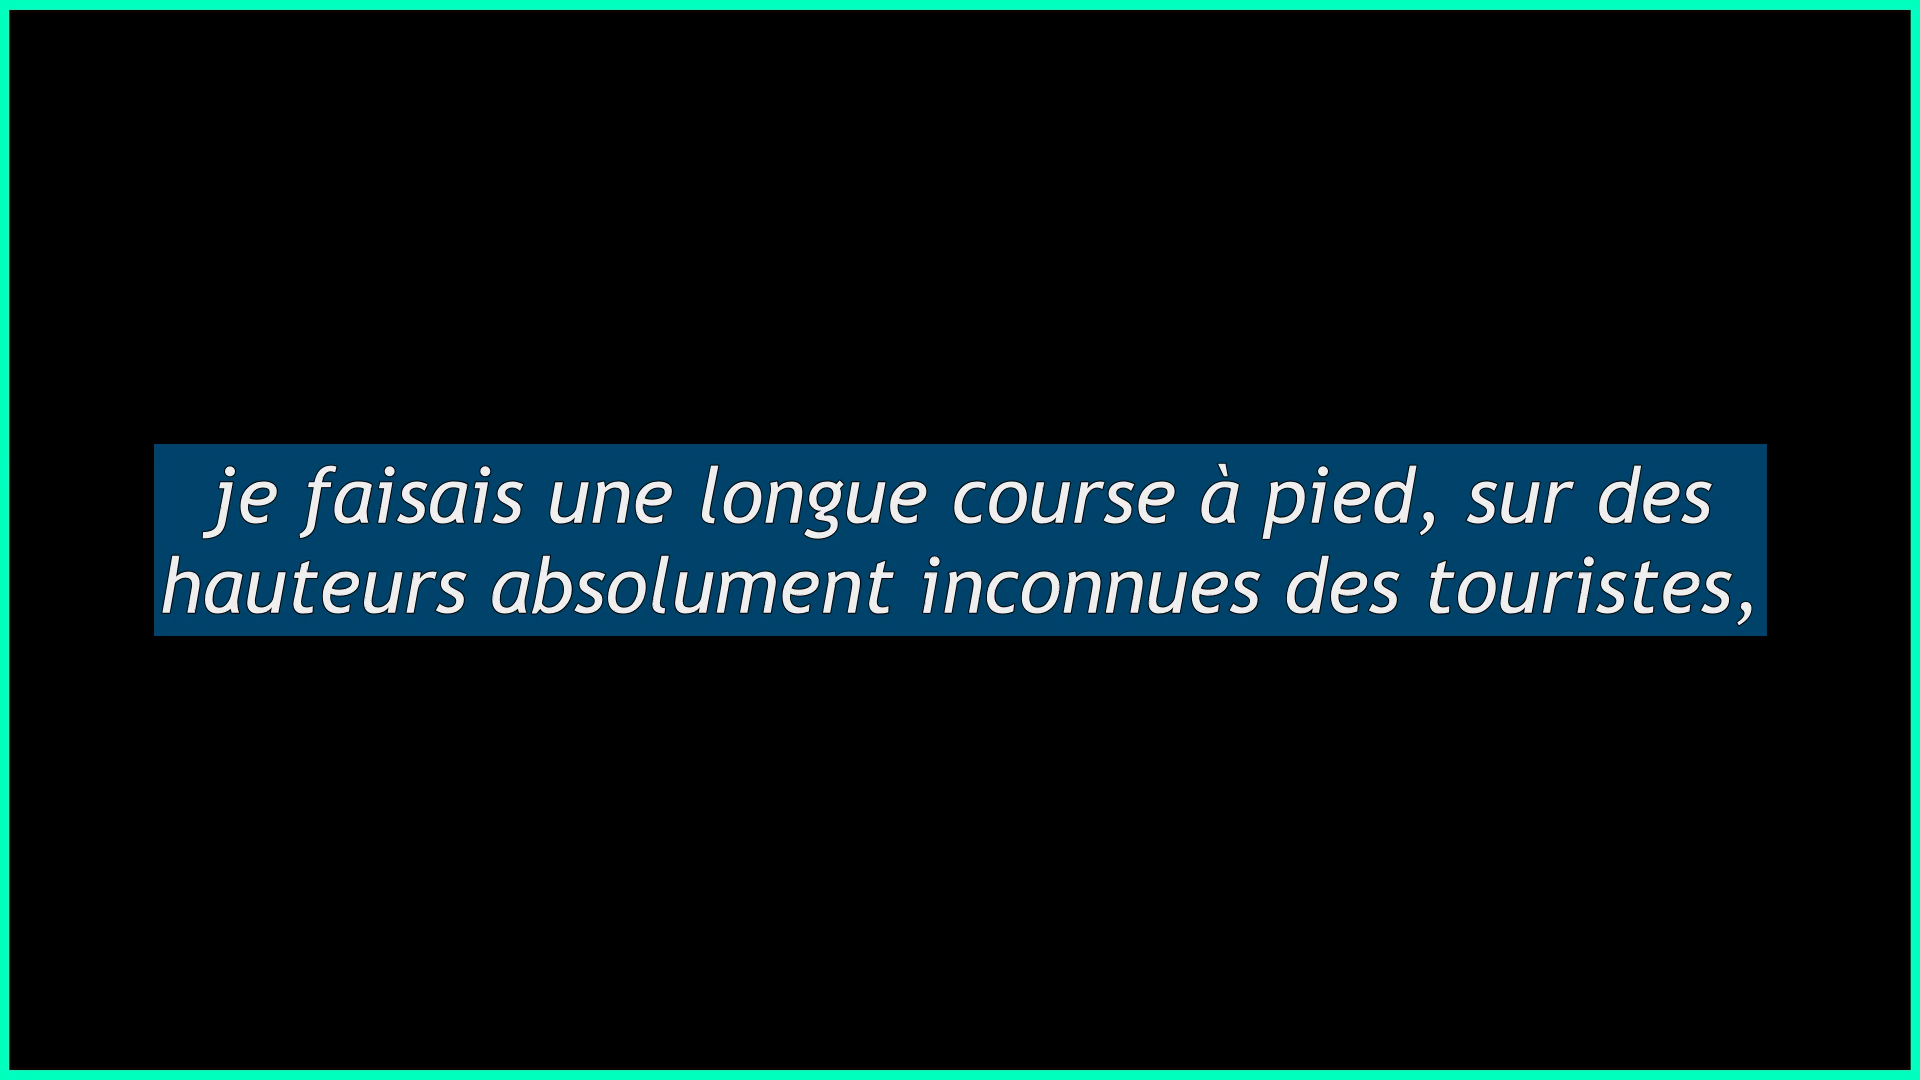 je faisais une longue course à pied, sur des
hauteurs absolument inconnues des touristes,